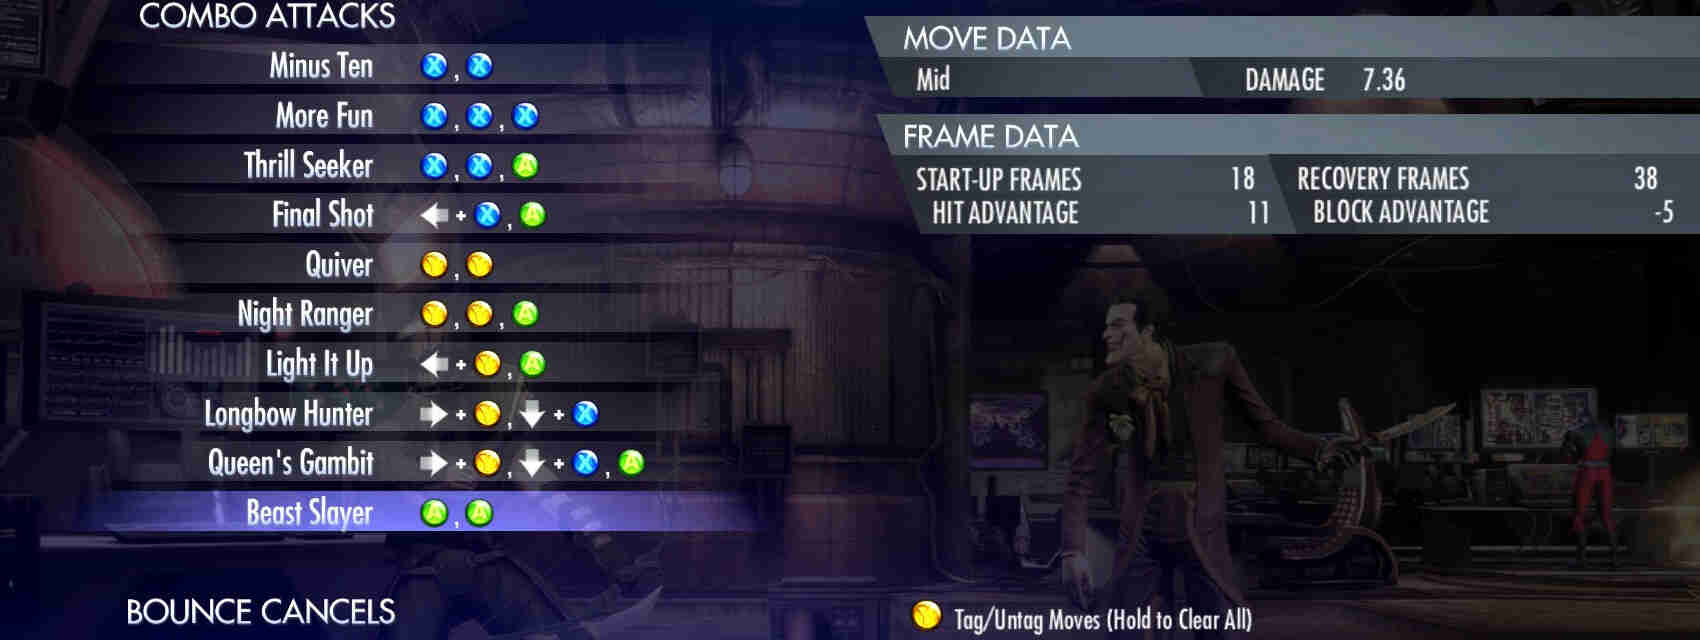 COMBO ATTACKS
Minus Ten X, X
More Fun X, X, X
Thrill Seeker X, X, A
Final Shot + X, A
Quiver Y, Y
Night Ranger Y, Y, A
Light It Up + Y, A
Longbow Hunter + Y, + X
Queen's Gambit + Y, + X, A
Beast Slayer A, A
BOUNCE CANCELS
MOVE DATA
Mid DAMAGE 7.36
FRAME DATA
START-UP FRAMES 18 RECOVERY FRAMES 38
HIT ADVANTAGE 11 BLOCK ADVANTAGE -5
Y Tag/Untag Moves (Hold to Clear All)